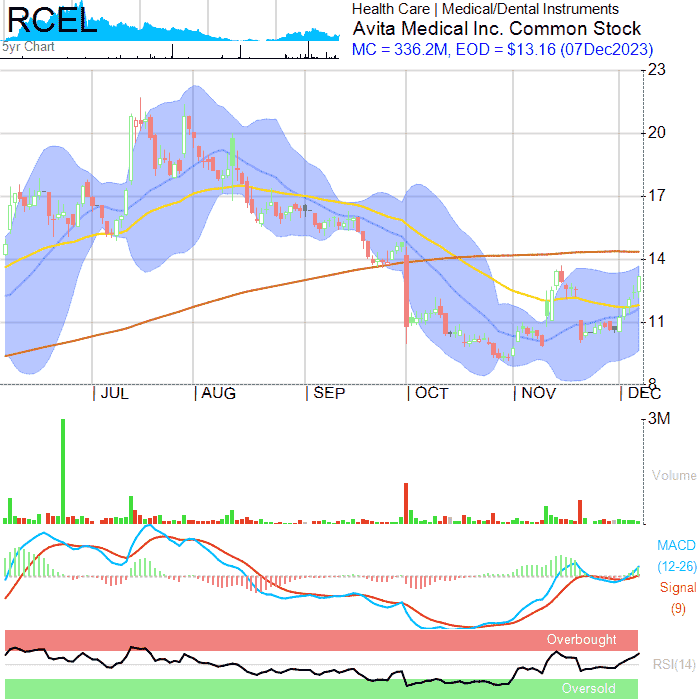 RCEL
5yr Chart
Health Care | Medical/Dental Instruments
Avita Medical Inc. Common Stock
MC = 336.2M, EOD = $13.16 (07Dec2023)
23
20
17
14
11
8
JUL AUG SEP OCT NOV DEC
3M
Volume
MACD
(12-26)
Signal
(9)
Overbought
RSI(14)
Oversold